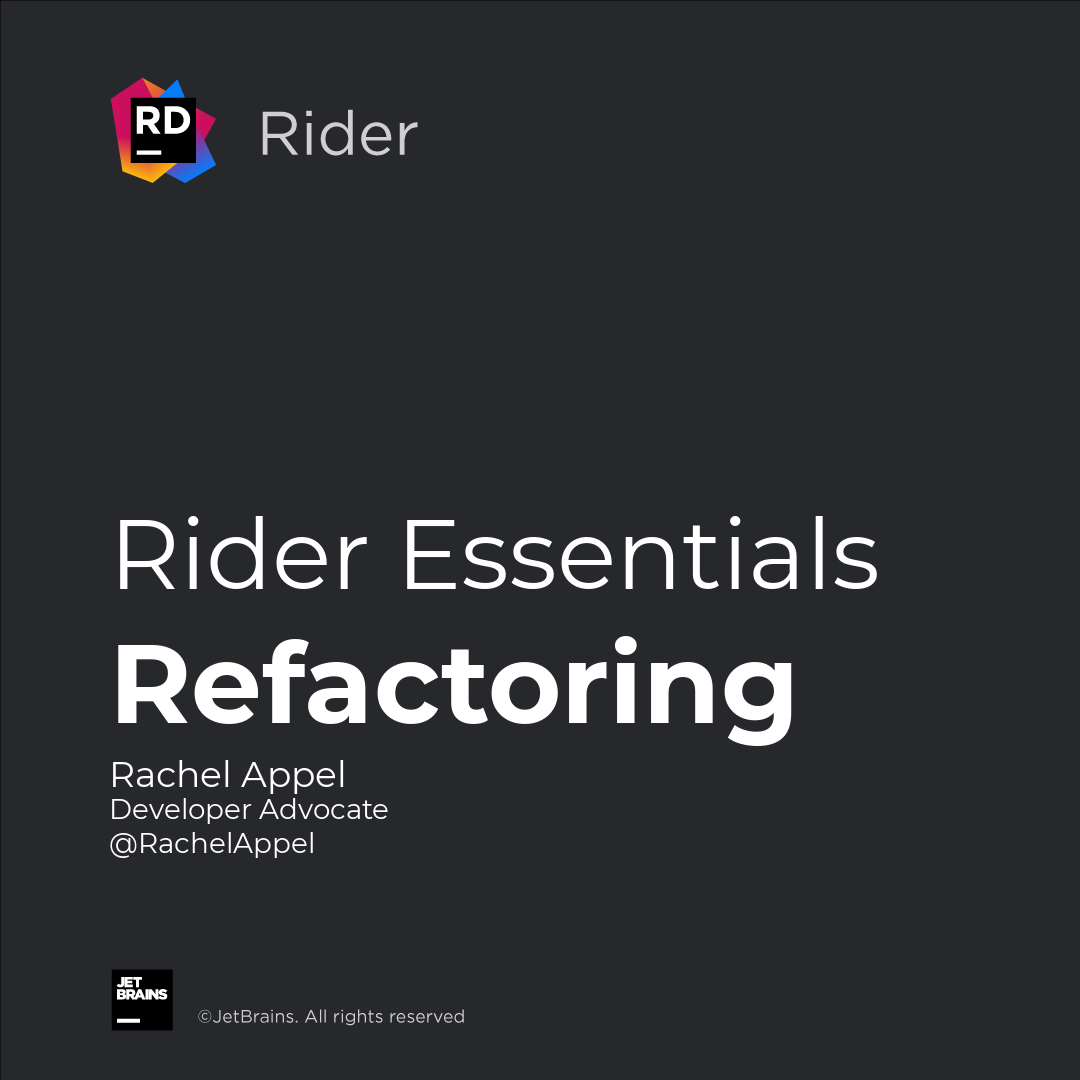 RD
Rider
Rider Essentials
Refactoring
Rachel Appel
Developer Advocate
@RachelAppel
JET
BRAINS
©JetBrains. All rights reserved